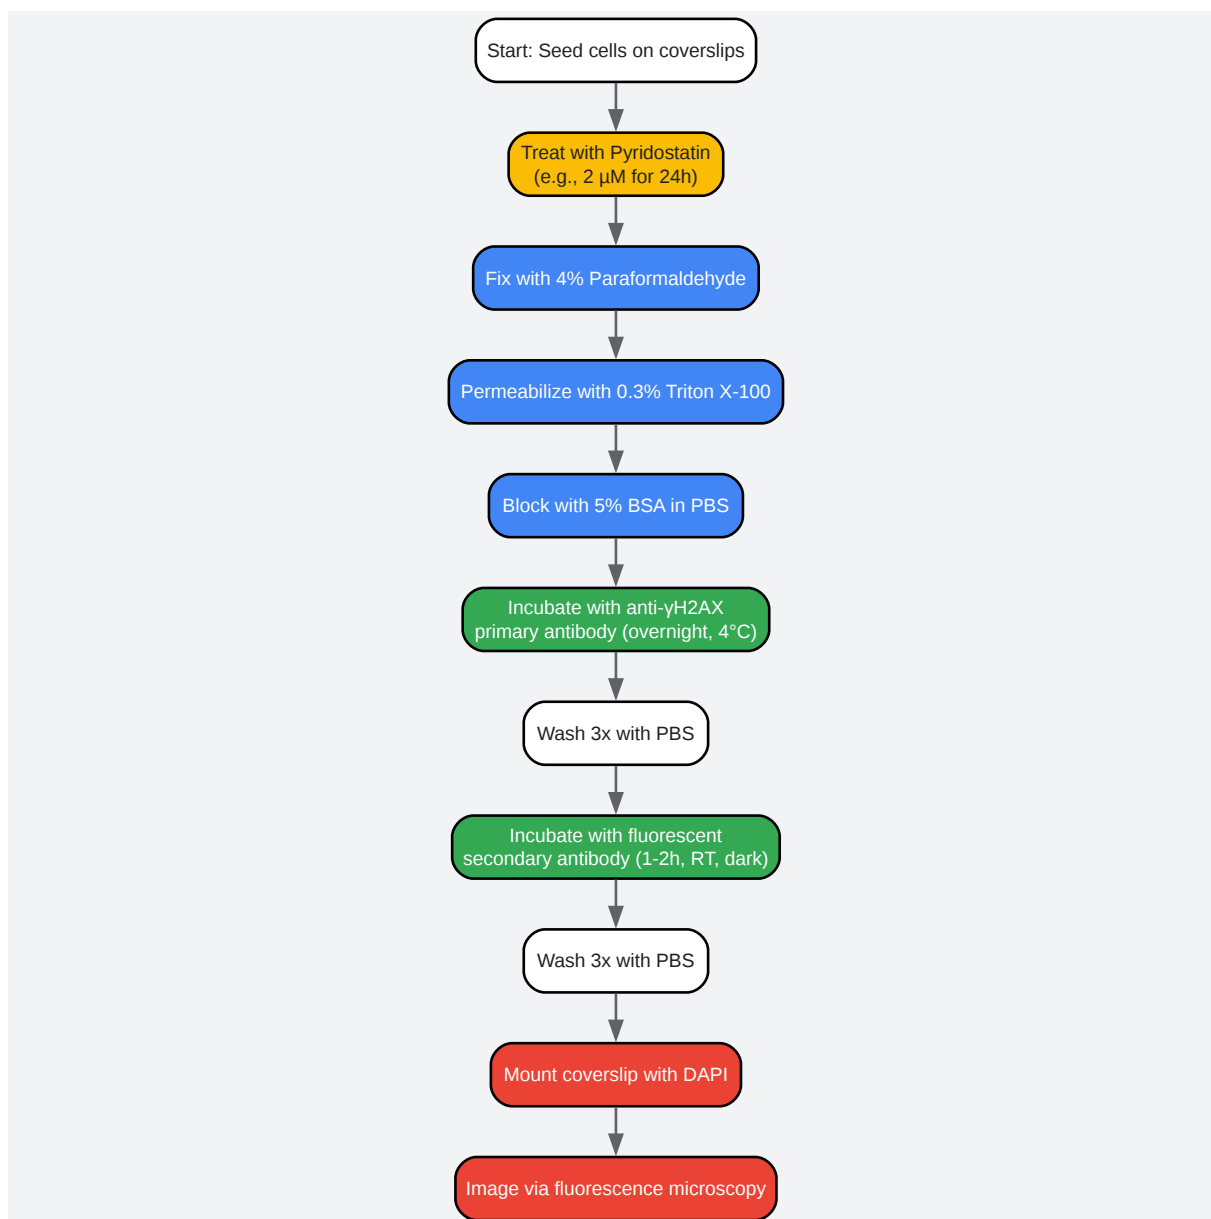 Start: Seed cells on coverslips
Treat with Pyridostatin
(e.g., 2 µM for 24h)
Fix with 4% Paraformaldehyde
Permeabilize with 0.3% Triton X-100
Block with 5% BSA in PBS
Incubate with anti-γH2AX
primary antibody (overnight, 4°C)
Wash 3x with PBS
Incubate with fluorescent
secondary antibody (1-2h, RT, dark)
Wash 3x with PBS
Mount coverslip with DAPI
Image via fluorescence microscopy